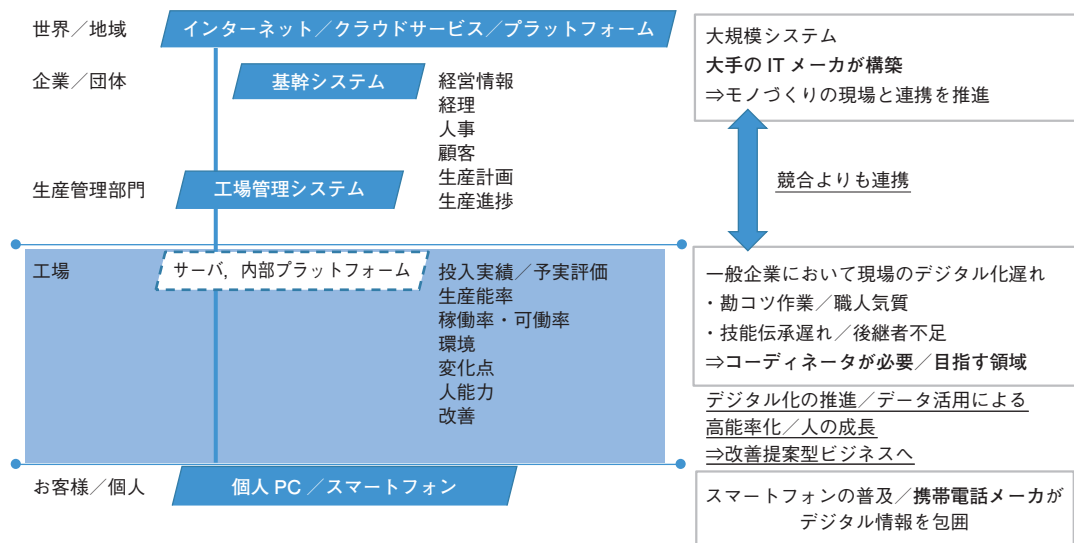 世界／地域
インターネット／クラウドサービス／プラットフォーム
企業／団体
基幹システム
経営情報
経理
人事
顧客
生産計画
生産進捗
生産管理部門
工場管理システム
大規模システム
大手の IT メーカが構築
⇒モノづくりの現場と連携を推進
競合よりも連携
工場
サーバ，内部プラットフォーム
投入実績／予実評価
生産能率
稼働率・可働率
環境
変化点
人能力
改善
一般企業において現場のデジタル化遅れ
・勘コツ作業／職人気質
・技能伝承遅れ／後継者不足
⇒コーディネータが必要／目指す領域
デジタル化の推進／データ活用による
高能率化／人の成長
⇒改善提案型ビジネスへ
お客様／個人
個人 PC ／スマートフォン
スマートフォンの普及／携帯電話メーカが
デジタル情報を包囲